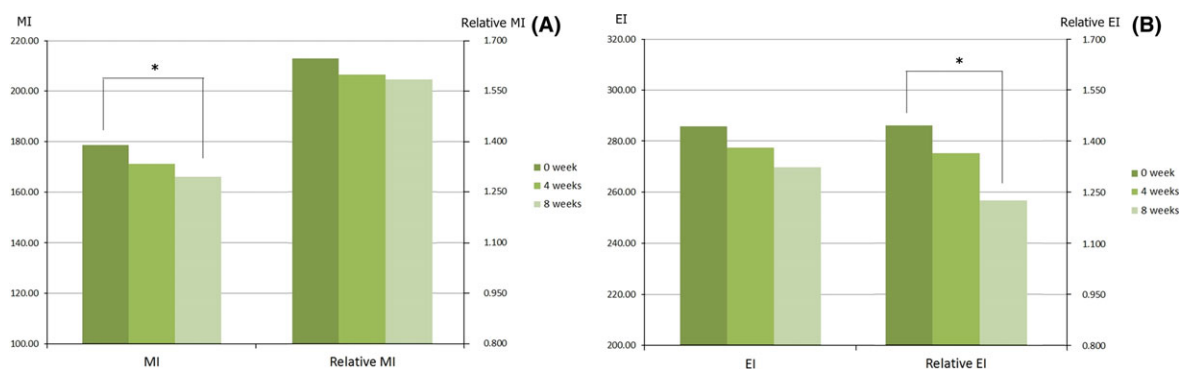 MI
Relative MI
(A)
220.00
200.00
180.00
160.00
140.00
120.00
100.00
*
1.700
1.550
1.400
1.250
1.100
0.950
0.800
MI
Relative MI
0 week
4 weeks
8 weeks
EI
Relative EI
(B)
320.00
300.00
280.00
260.00
240.00
220.00
200.00
*
1.700
1.550
1.400
1.250
1.100
0.950
0.800
EI
Relative EI
0 week
4 weeks
8 weeks